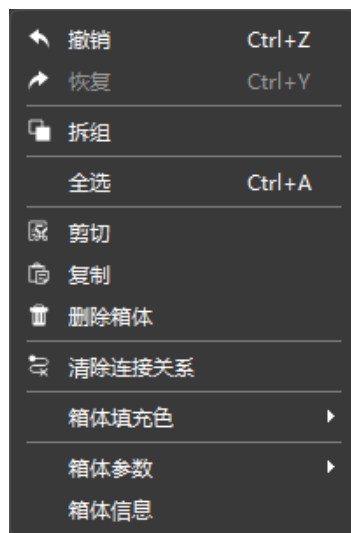 撤销 Ctrl+Z
恢复 Ctrl+Y
拆组
全选 Ctrl+A
剪切
复制
删除箱体
清除连接关系
箱体填充色
箱体参数
箱体信息